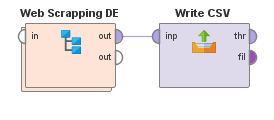 Web Scrapping DE
Write CSV
in
out
inp
thr
out
fil